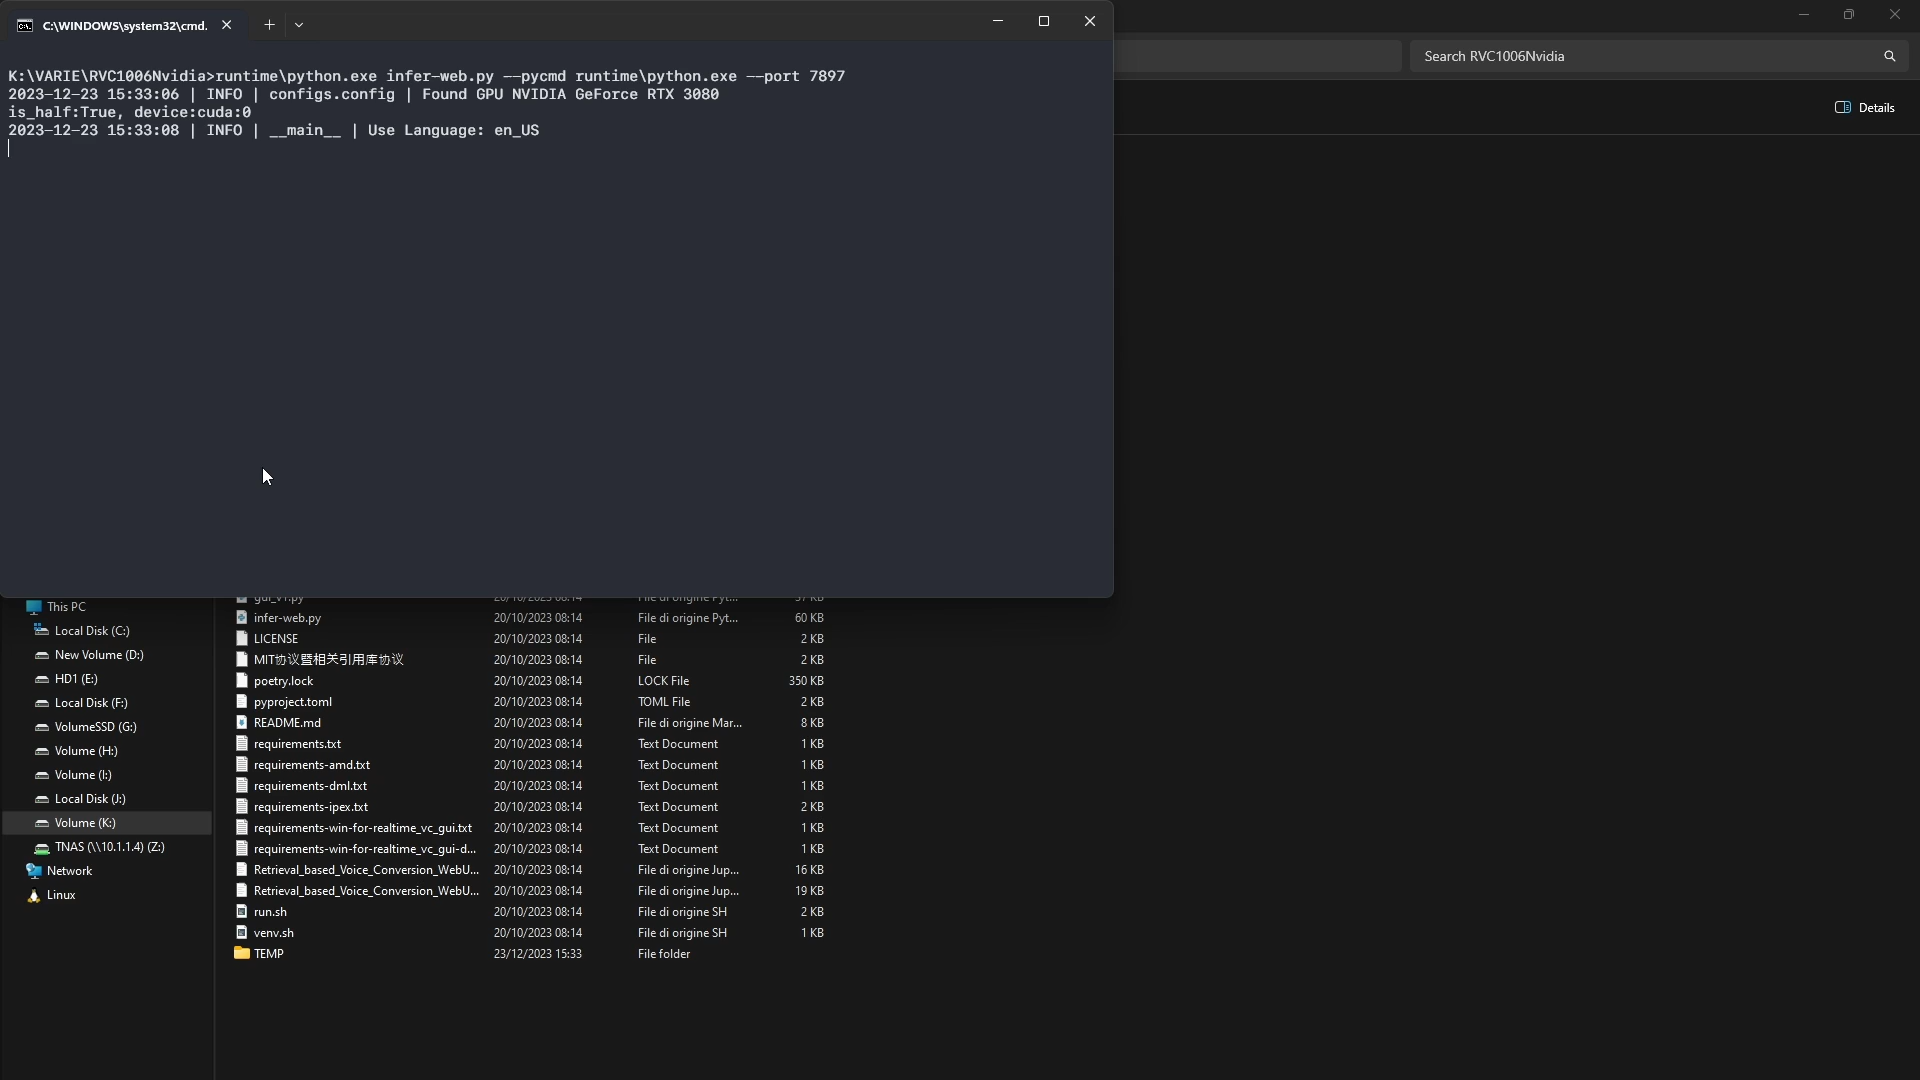 C:\WINDOWS\system32\cmd.
K:\VARIE\RVC1006Nvidia>runtime\python.exe infer-web.py --pycmd runtime\python.exe --port 7897
2023-12-23 15:33:06 | INFO | configs.config | Found GPU NVIDIA GeForce RTX 3080
is_half:True, device:cuda:0
2023-12-23 15:33:08 | INFO | __main__ | Use Language: en_US
Search RVC1006Nvidia
Details
This PC
Local Disk (C:)
New Volume (D:)
HD1 (E:)
Local Disk (F:)
VolumeSSD (G:)
Volume (H:)
Volume (I:)
Local Disk (J:)
Volume (K:)
TNAS (\\10.1.1.4) (Z:)
Network
Linux
gui_v1.py 20/10/2023 08:14 File di origine Pyt... 37 KB
infer-web.py 20/10/2023 08:14 File di origine Pyt... 60 KB
LICENSE 20/10/2023 08:14 File 2 KB
MIT协议暨相关引用库协议 20/10/2023 08:14 File 2 KB
poetry.lock 20/10/2023 08:14 LOCK File 350 KB
pyproject.toml 20/10/2023 08:14 TOML File 2 KB
README.md 20/10/2023 08:14 File di origine Mar... 8 KB
requirements.txt 20/10/2023 08:14 Text Document 1 KB
requirements-amd.txt 20/10/2023 08:14 Text Document 1 KB
requirements-dml.txt 20/10/2023 08:14 Text Document 1 KB
requirements-ipex.txt 20/10/2023 08:14 Text Document 2 KB
requirements-win-for-realtime_vc_gui.txt 20/10/2023 08:14 Text Document 1 KB
requirements-win-for-realtime_vc_gui-d... 20/10/2023 08:14 Text Document 1 KB
Retrieval_based_Voice_Conversion_WebU... 20/10/2023 08:14 File di origine Jup... 16 KB
Retrieval_based_Voice_Conversion_WebU... 20/10/2023 08:14 File di origine Jup... 19 KB
run.sh 20/10/2023 08:14 File di origine SH 2 KB
venv.sh 20/10/2023 08:14 File di origine SH 1 KB
TEMP 23/12/2023 15:33 File folder